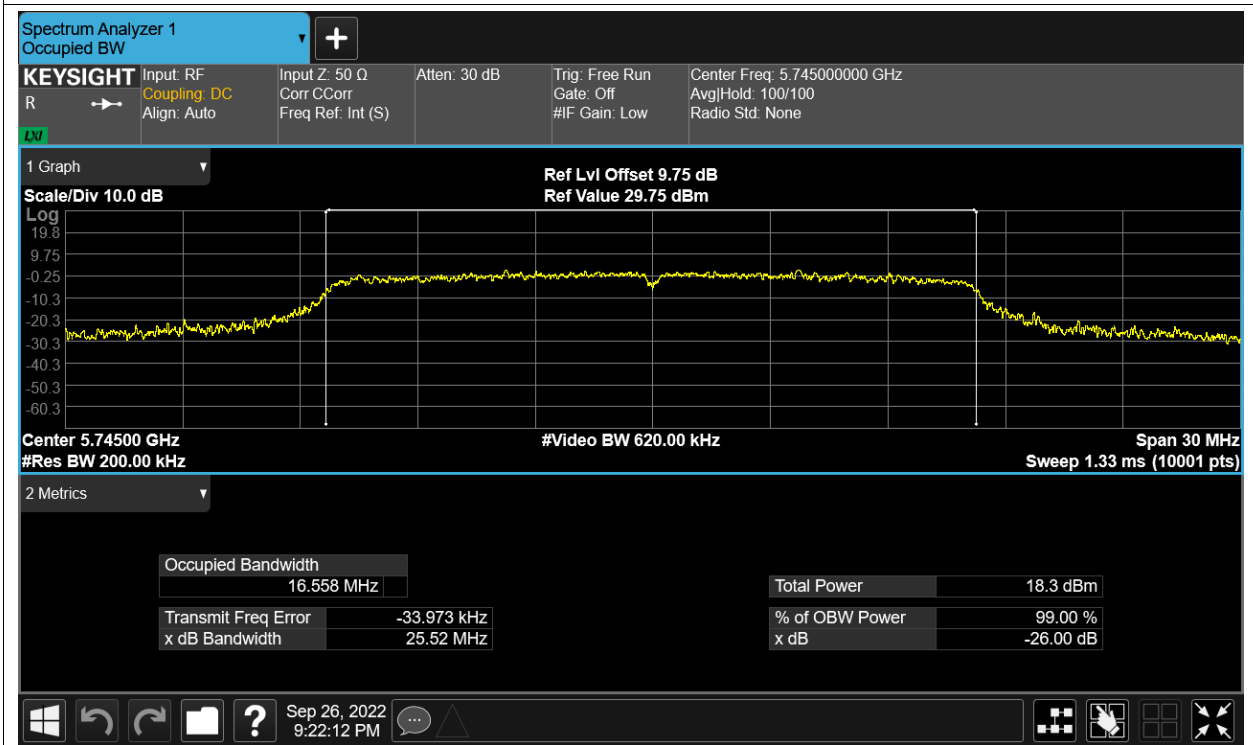 Spectrum Analyzer 1
Occupied BW
KEYSIGHT
R
LXI
Input: RF
Coupling: DC
Align: Auto
Input Z: 50 Ω
Corr CCorr
Freq Ref: Int (S)
Atten: 30 dB
Trig: Free Run
Gate: Off
#IF Gain: Low
Center Freq: 5.745000000 GHz
Avg|Hold: 100/100
Radio Std: None
1 Graph
Scale/Div 10.0 dB
Ref Lvl Offset 9.75 dB
Ref Value 29.75 dBm
Log
19.8
9.75
-0.25
-10.3
-20.3
-30.3
-40.3
-50.3
-60.3
Center 5.74500 GHz
#Video BW 620.00 kHz
Span 30 MHz
#Res BW 200.00 kHz
Sweep 1.33 ms (10001 pts)
2 Metrics
Occupied Bandwidth
16.558 MHz
Total Power 18.3 dBm
Transmit Freq Error -33.973 kHz
% of OBW Power 99.00 %
x dB Bandwidth 25.52 MHz
x dB -26.00 dB
?
Sep 26, 2022
9:22:12 PM